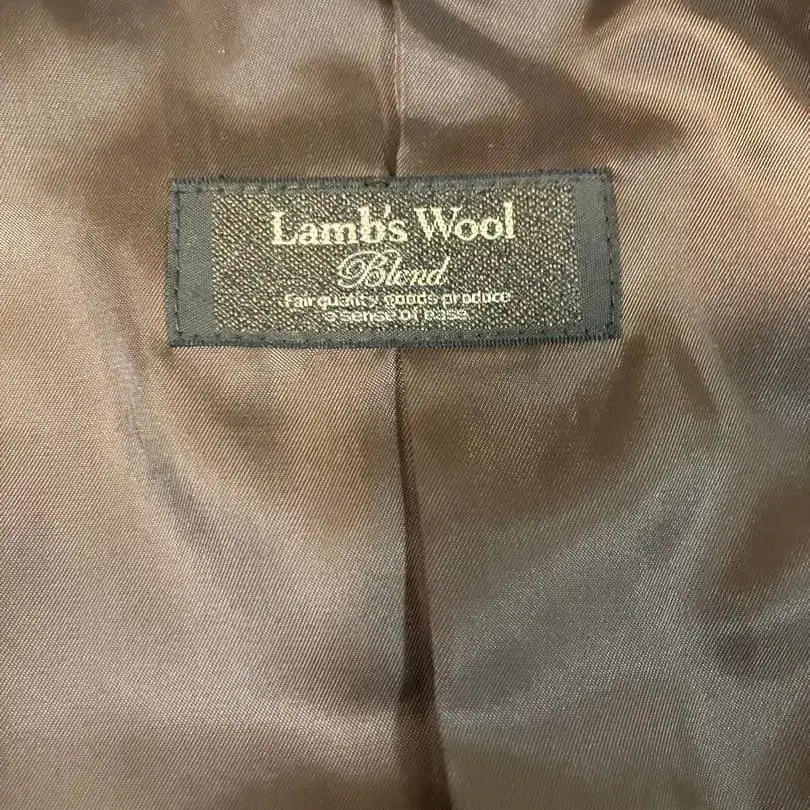 Lamb's Wool
Blend
Fair quality goods produce
a sense of ease